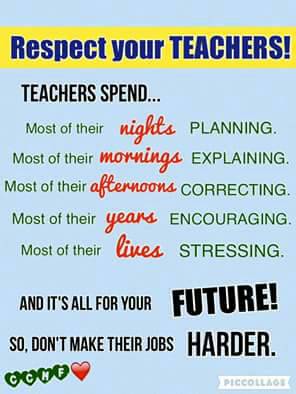 Respect your TEACHERS!
TEACHERS SPEND...
Most of their nights PLANNING.
Most of their mornings EXPLAINING.
Most of their afternoons CORRECTING.
Most of their years ENCOURAGING.
Most of their lives STRESSING.
AND IT'S ALL FOR YOUR FUTURE!
SO, DON'T MAKE THEIR JOBS HARDER.
CCMF
PICCOLLAGE